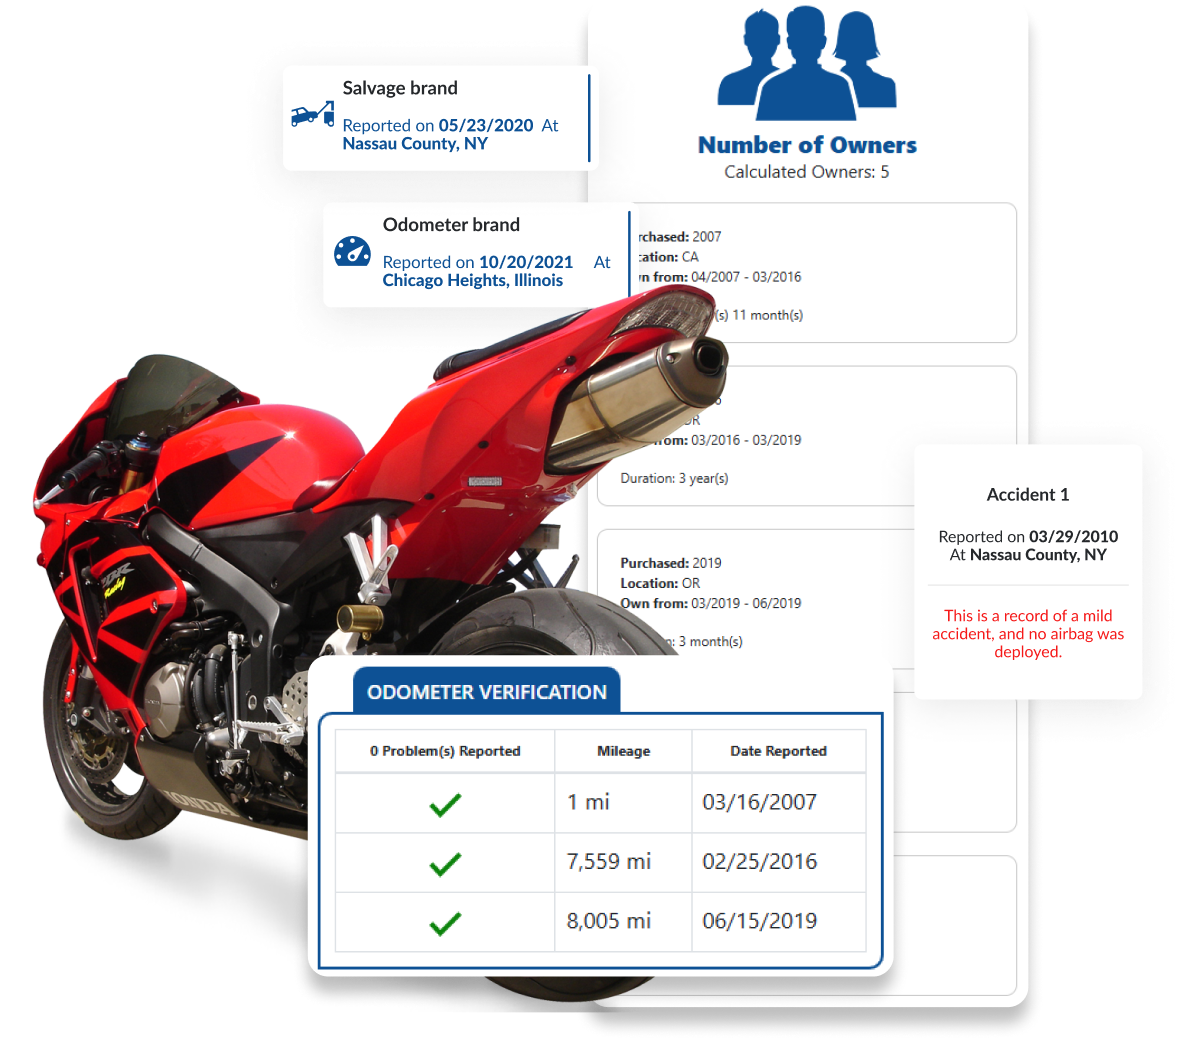 Salvage brand
Reported on 05/23/2020 At
Nassau County, NY
Number of Owners
Calculated Owners: 5
Odometer brand
Reported on 10/20/2021 At
Chicago Heights, Illinois
rchased: 2007
cation: CA
n from: 04/2007 - 03/2016
(s) 11 month(s)
OR
rom: 03/2016 - 03/2019
Duration: 3 year(s)
Purchased: 2019
Location: OR
Own from: 03/2019 - 06/2019
: 3 month(s)
Accident 1
Reported on 03/29/2010
At Nassau County, NY
This is a record of a mild
accident, and no airbag was
deployed.
Racing
HONDA
ODOMETER VERIFICATION
0 Problem(s) Reported Mileage Date Reported
1 mi 03/16/2007
7,559 mi 02/25/2016
8,005 mi 06/15/2019